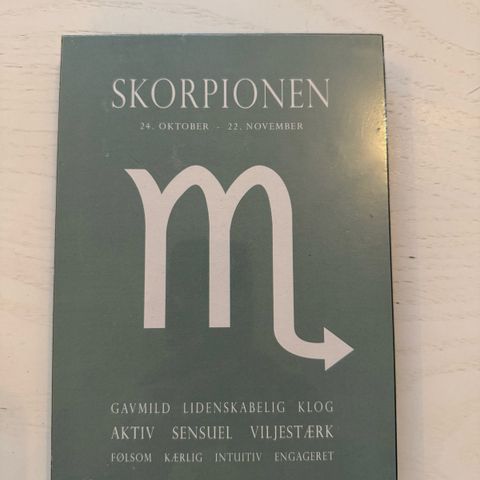 SKORPIONEN
24. OKTOBER - 22. NOVEMBER
GAVMILD LIDENSKABELIG KLOG
AKTIV SENSUEL VILJESTÆRK
FØLSOM KÆRLIG INTUITIV ENGAGERET